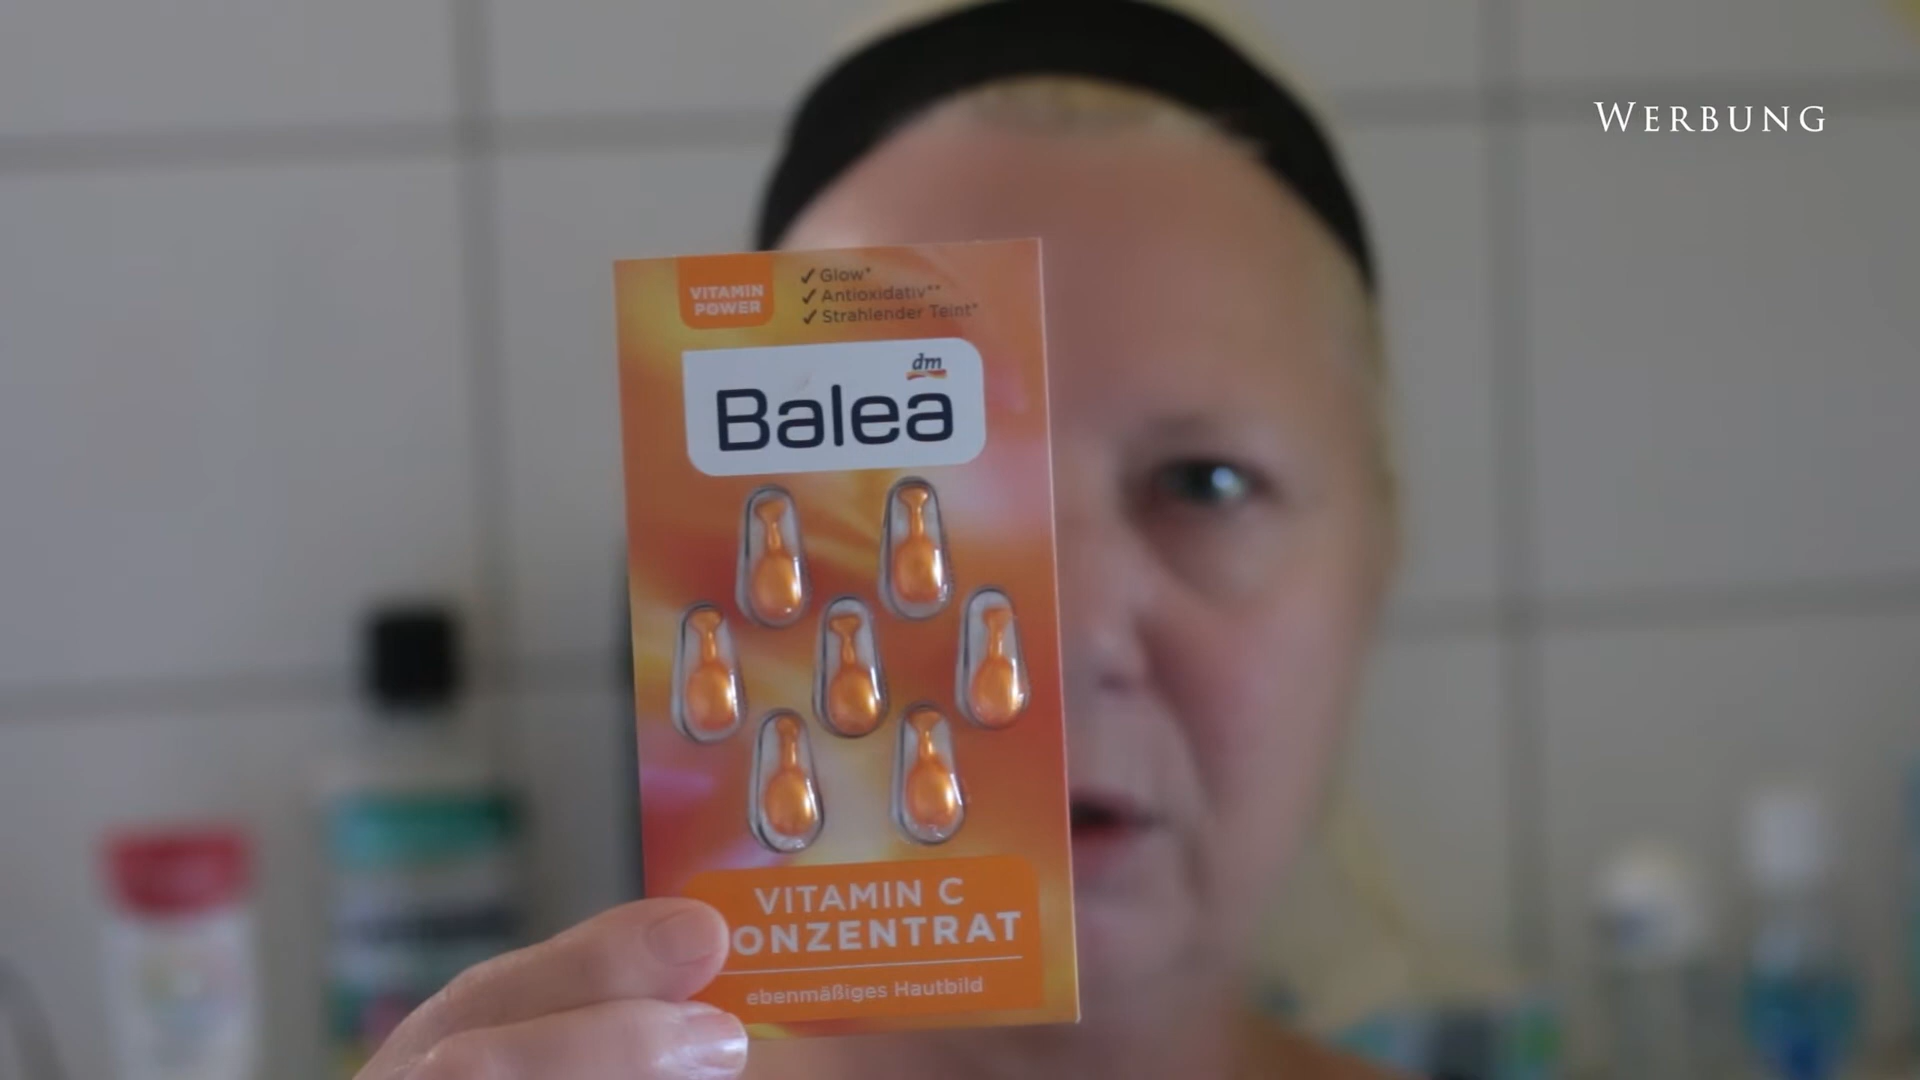 WERBUNG
VITAMIN
POWER
✓ Glow*
✓ Antioxidativ**
✓ Strahlender Teint*
dm
Balea
VITAMIN C
ONZENTRAT
ebenmäßiges Hautbild